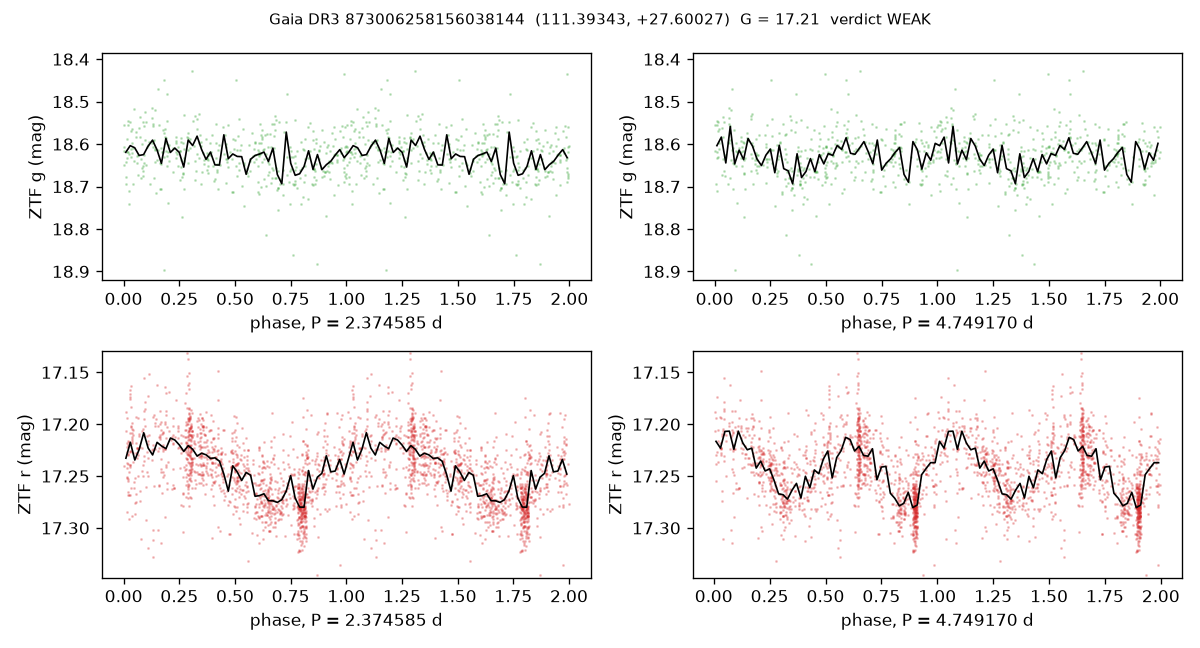 Gaia DR3 873006258156038144 (111.39343, +27.60027) G = 17.21 verdict WEAK
ZTF g (mag)
18.4
18.5
18.6
18.7
18.8
18.9
0.00 0.25 0.50 0.75 1.00 1.25 1.50 1.75 2.00
phase, P = 2.374585 d
ZTF g (mag)
18.4
18.5
18.6
18.7
18.8
18.9
0.00 0.25 0.50 0.75 1.00 1.25 1.50 1.75 2.00
phase, P = 4.749170 d
ZTF r (mag)
17.15
17.20
17.25
17.30
0.00 0.25 0.50 0.75 1.00 1.25 1.50 1.75 2.00
phase, P = 2.374585 d
ZTF r (mag)
17.15
17.20
17.25
17.30
0.00 0.25 0.50 0.75 1.00 1.25 1.50 1.75 2.00
phase, P = 4.749170 d